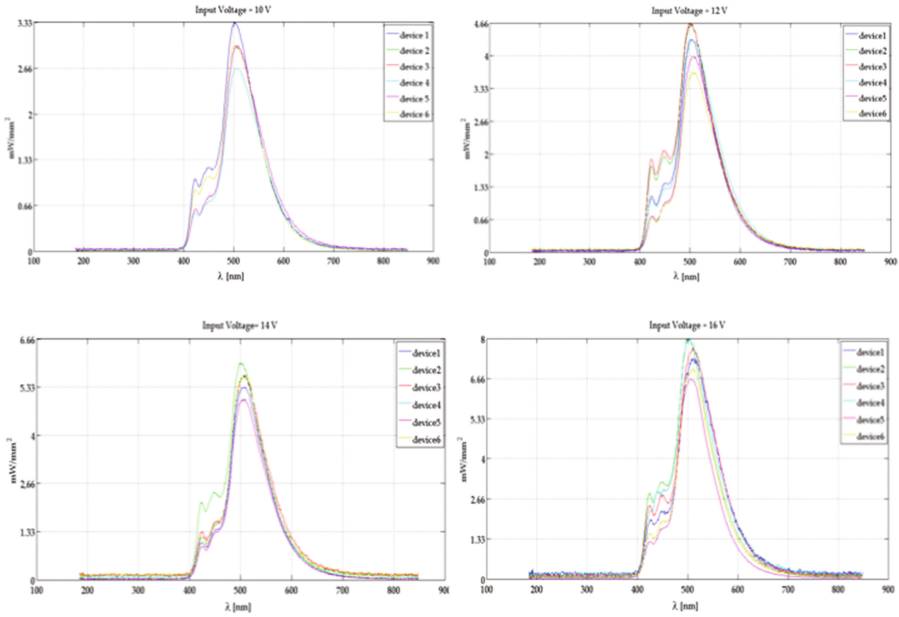 Input Voltage = 10 V
3.33
2.66
2
1.33
0.66
0
mW/mm²
100 200 300 400 500 600 700 800 900
λ [nm]
device 1
device 2
device 3
device 4
device 5
device 6
Input Voltage = 12 V
4.66
4
3.33
2.66
2
1.33
0.66
0
mW/mm²
100 200 300 400 500 600 700 800 900
λ [nm]
device1
device2
device3
device4
device5
device6
Input Voltage= 14 V
6.66
5.33
4
2.66
1.33
0
mW/mm²
100 200 300 400 500 600 700 800 900
λ [nm]
device1
device2
device3
device4
device5
device6
Input Voltage = 16 V
8
6.66
5.33
4
2.66
1.33
0
mW/mm²
100 200 300 400 500 600 700 800 900
λ [nm]
device1
device2
device3
device4
device5
device6